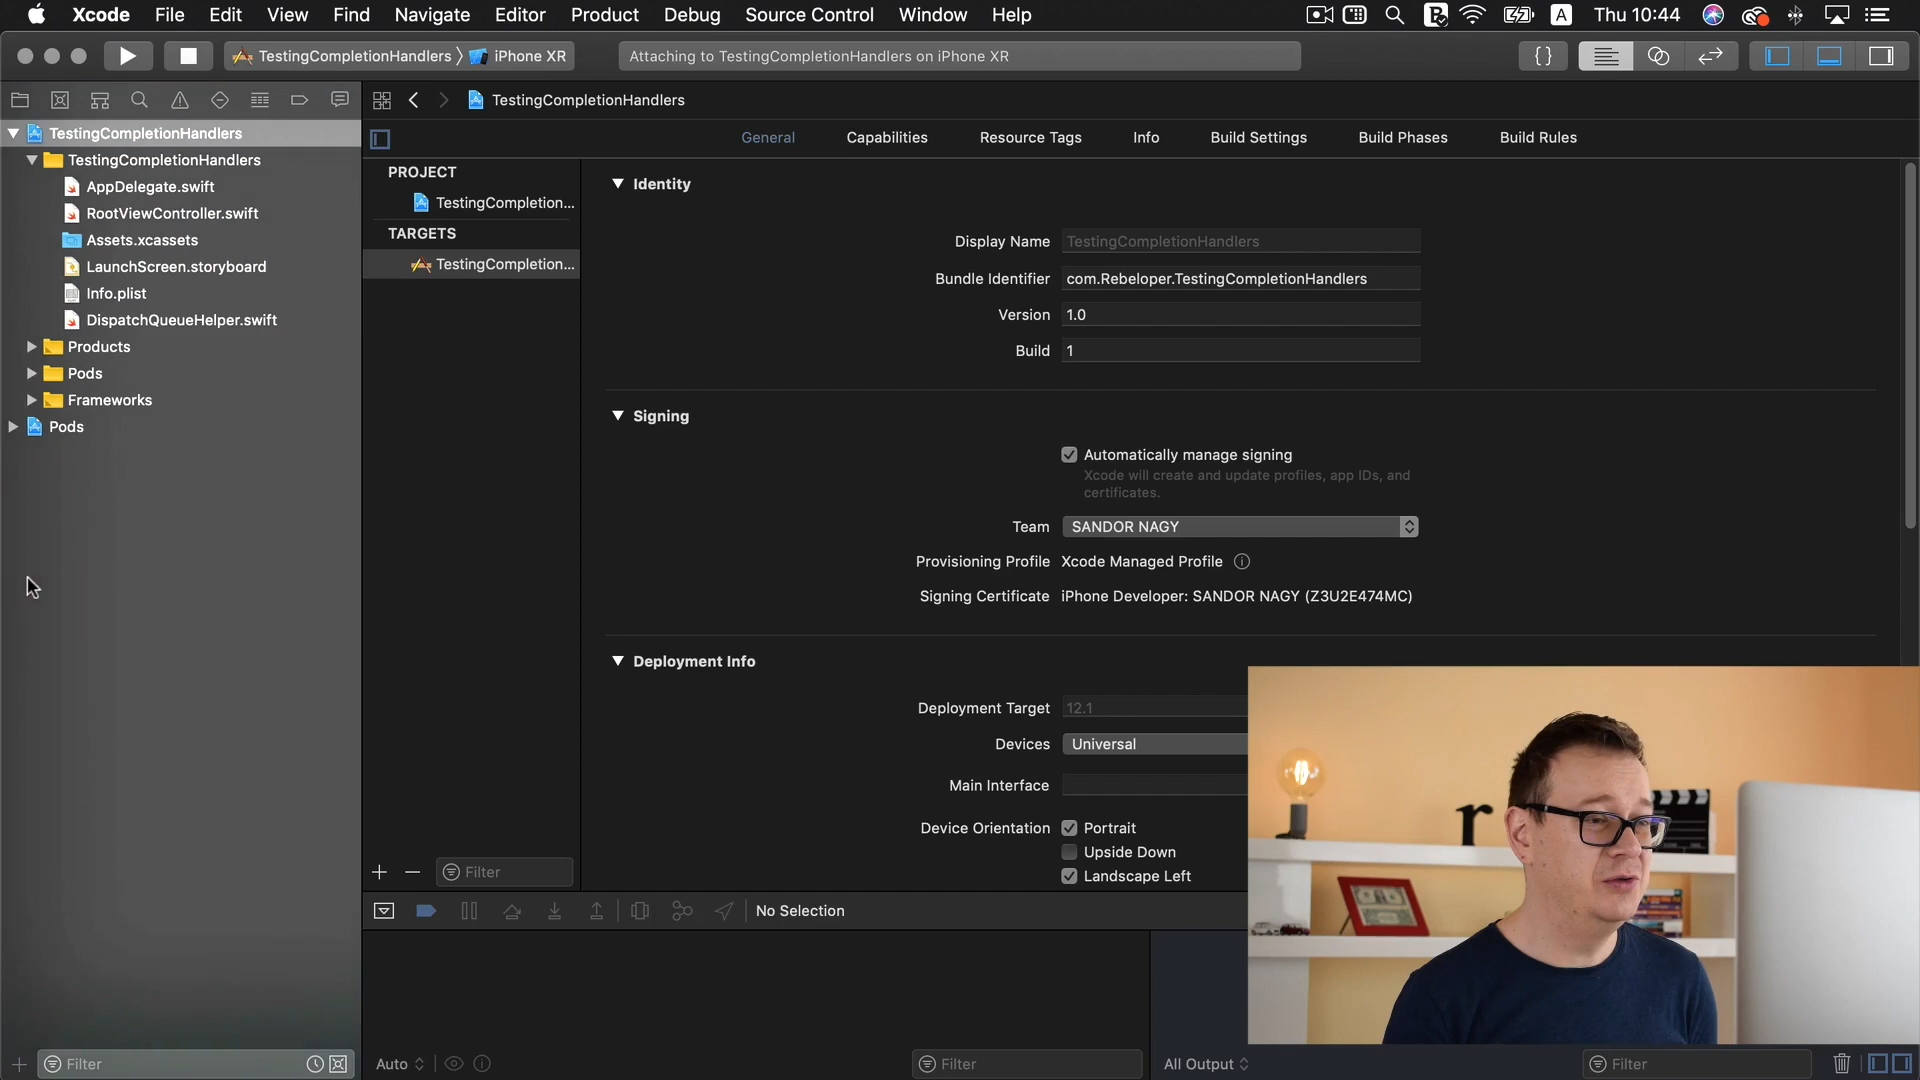 Xcode File Edit View Find Navigate Editor Product Debug Source Control Window Help
A Thu 10:44
TestingCompletionHandlers iPhone XR
Attaching to TestingCompletionHandlers on iPhone XR
{ }
TestingCompletionHandlers
TestingCompletionHandlers
TestingCompletionHandlers
AppDelegate.swift
RootViewController.swift
Assets.xcassets
LaunchScreen.storyboard
Info.plist
DispatchQueueHelper.swift
Products
Pods
Frameworks
Pods
Filter
General Capabilities Resource Tags Info Build Settings Build Phases Build Rules
PROJECT
TestingCompletion...
TARGETS
TestingCompletion...
Filter
Identity
Display Name TestingCompletionHandlers
Bundle Identifier com.Rebeloper.TestingCompletionHandlers
Version 1.0
Build 1
Signing
Automatically manage signing
Xcode will create and update profiles, app IDs, and
certificates.
Team SANDOR NAGY
Provisioning Profile Xcode Managed Profile
Signing Certificate iPhone Developer: SANDOR NAGY (Z3U2E474MC)
Deployment Info
Deployment Target 12.1
Devices Universal
Main Interface
Device Orientation Portrait
Upside Down
Landscape Left
No Selection
r
Auto
Filter
All Output
Filter